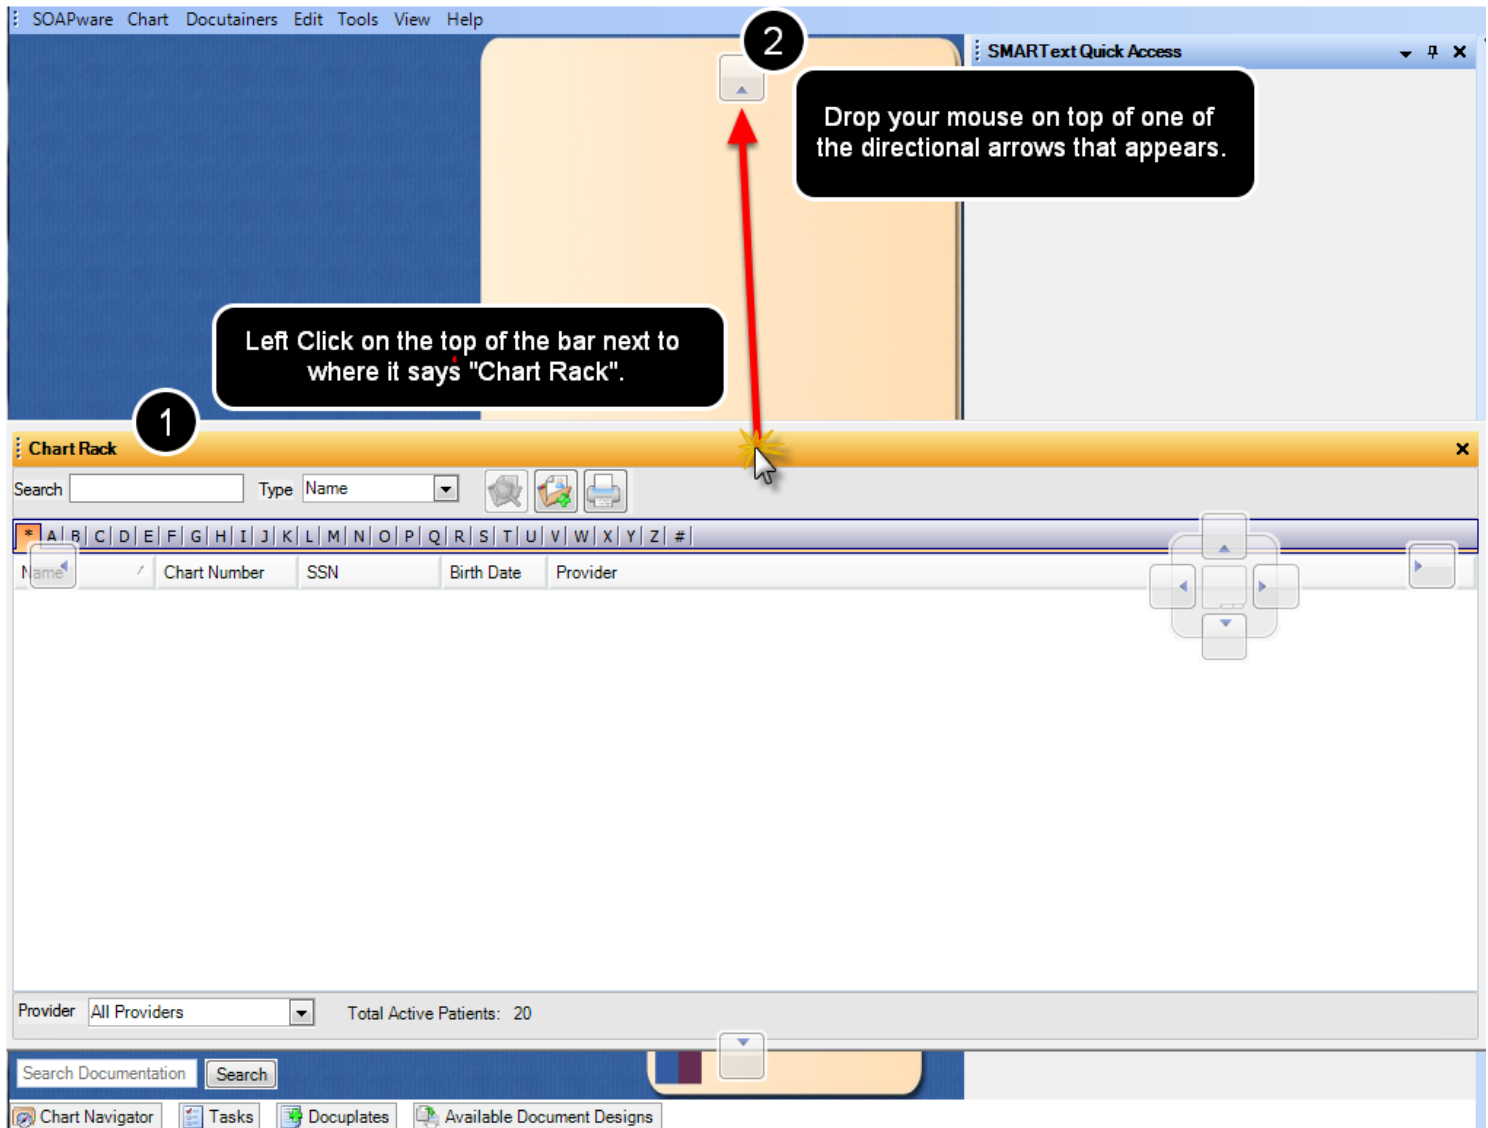 SOAPware Chart Docutainers Edit Tools View Help
2
SMARText Quick Access
Drop your mouse on top of one of
the directional arrows that appears.
Left Click on the top of the bar next to
where it says "Chart Rack".
1
Chart Rack
Search Type Name
* A B C D E F G H I J K L M N O P Q R S T U V W X Y Z #
Name Chart Number SSN Birth Date Provider
Provider All Providers Total Active Patients: 20
Search Documentation Search
Chart Navigator Tasks Docuplates Available Document Designs